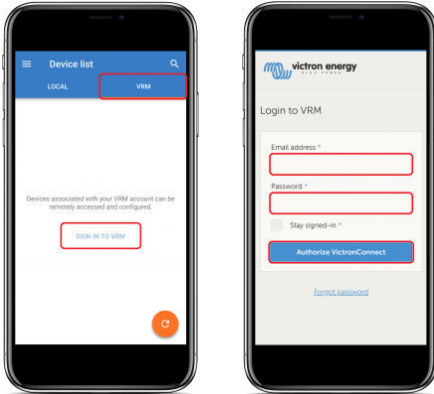 Device list
LOCAL
VRM
Devices associated with your VRM account can be
remotely accessed and configured.
SIGN IN TO VRM
victron energy
BLUE POWER
Login to VRM
Email address *
Password *
Stay signed-in *
Authorize VictronConnect
Forgot password